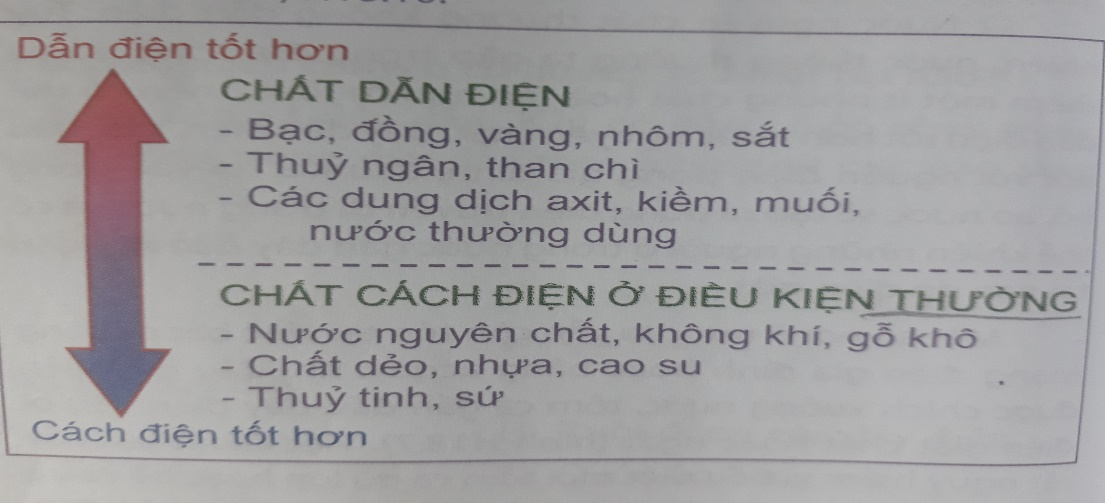 Dẫn điện tốt hơn
CHẤT DẪN ĐIỆN
- Bạc, đồng, vàng, nhôm, sắt
- Thuỷ ngân, than chì
- Các dung dịch axit, kiềm, muối,
nước thường dùng
CHẤT CÁCH ĐIỆN Ở ĐIỀU KIỆN THƯỜNG
- Nước nguyên chất, không khí, gỗ khô
- Chất dẻo, nhựa, cao su
- Thuỷ tinh, sứ
Cách điện tốt hơn